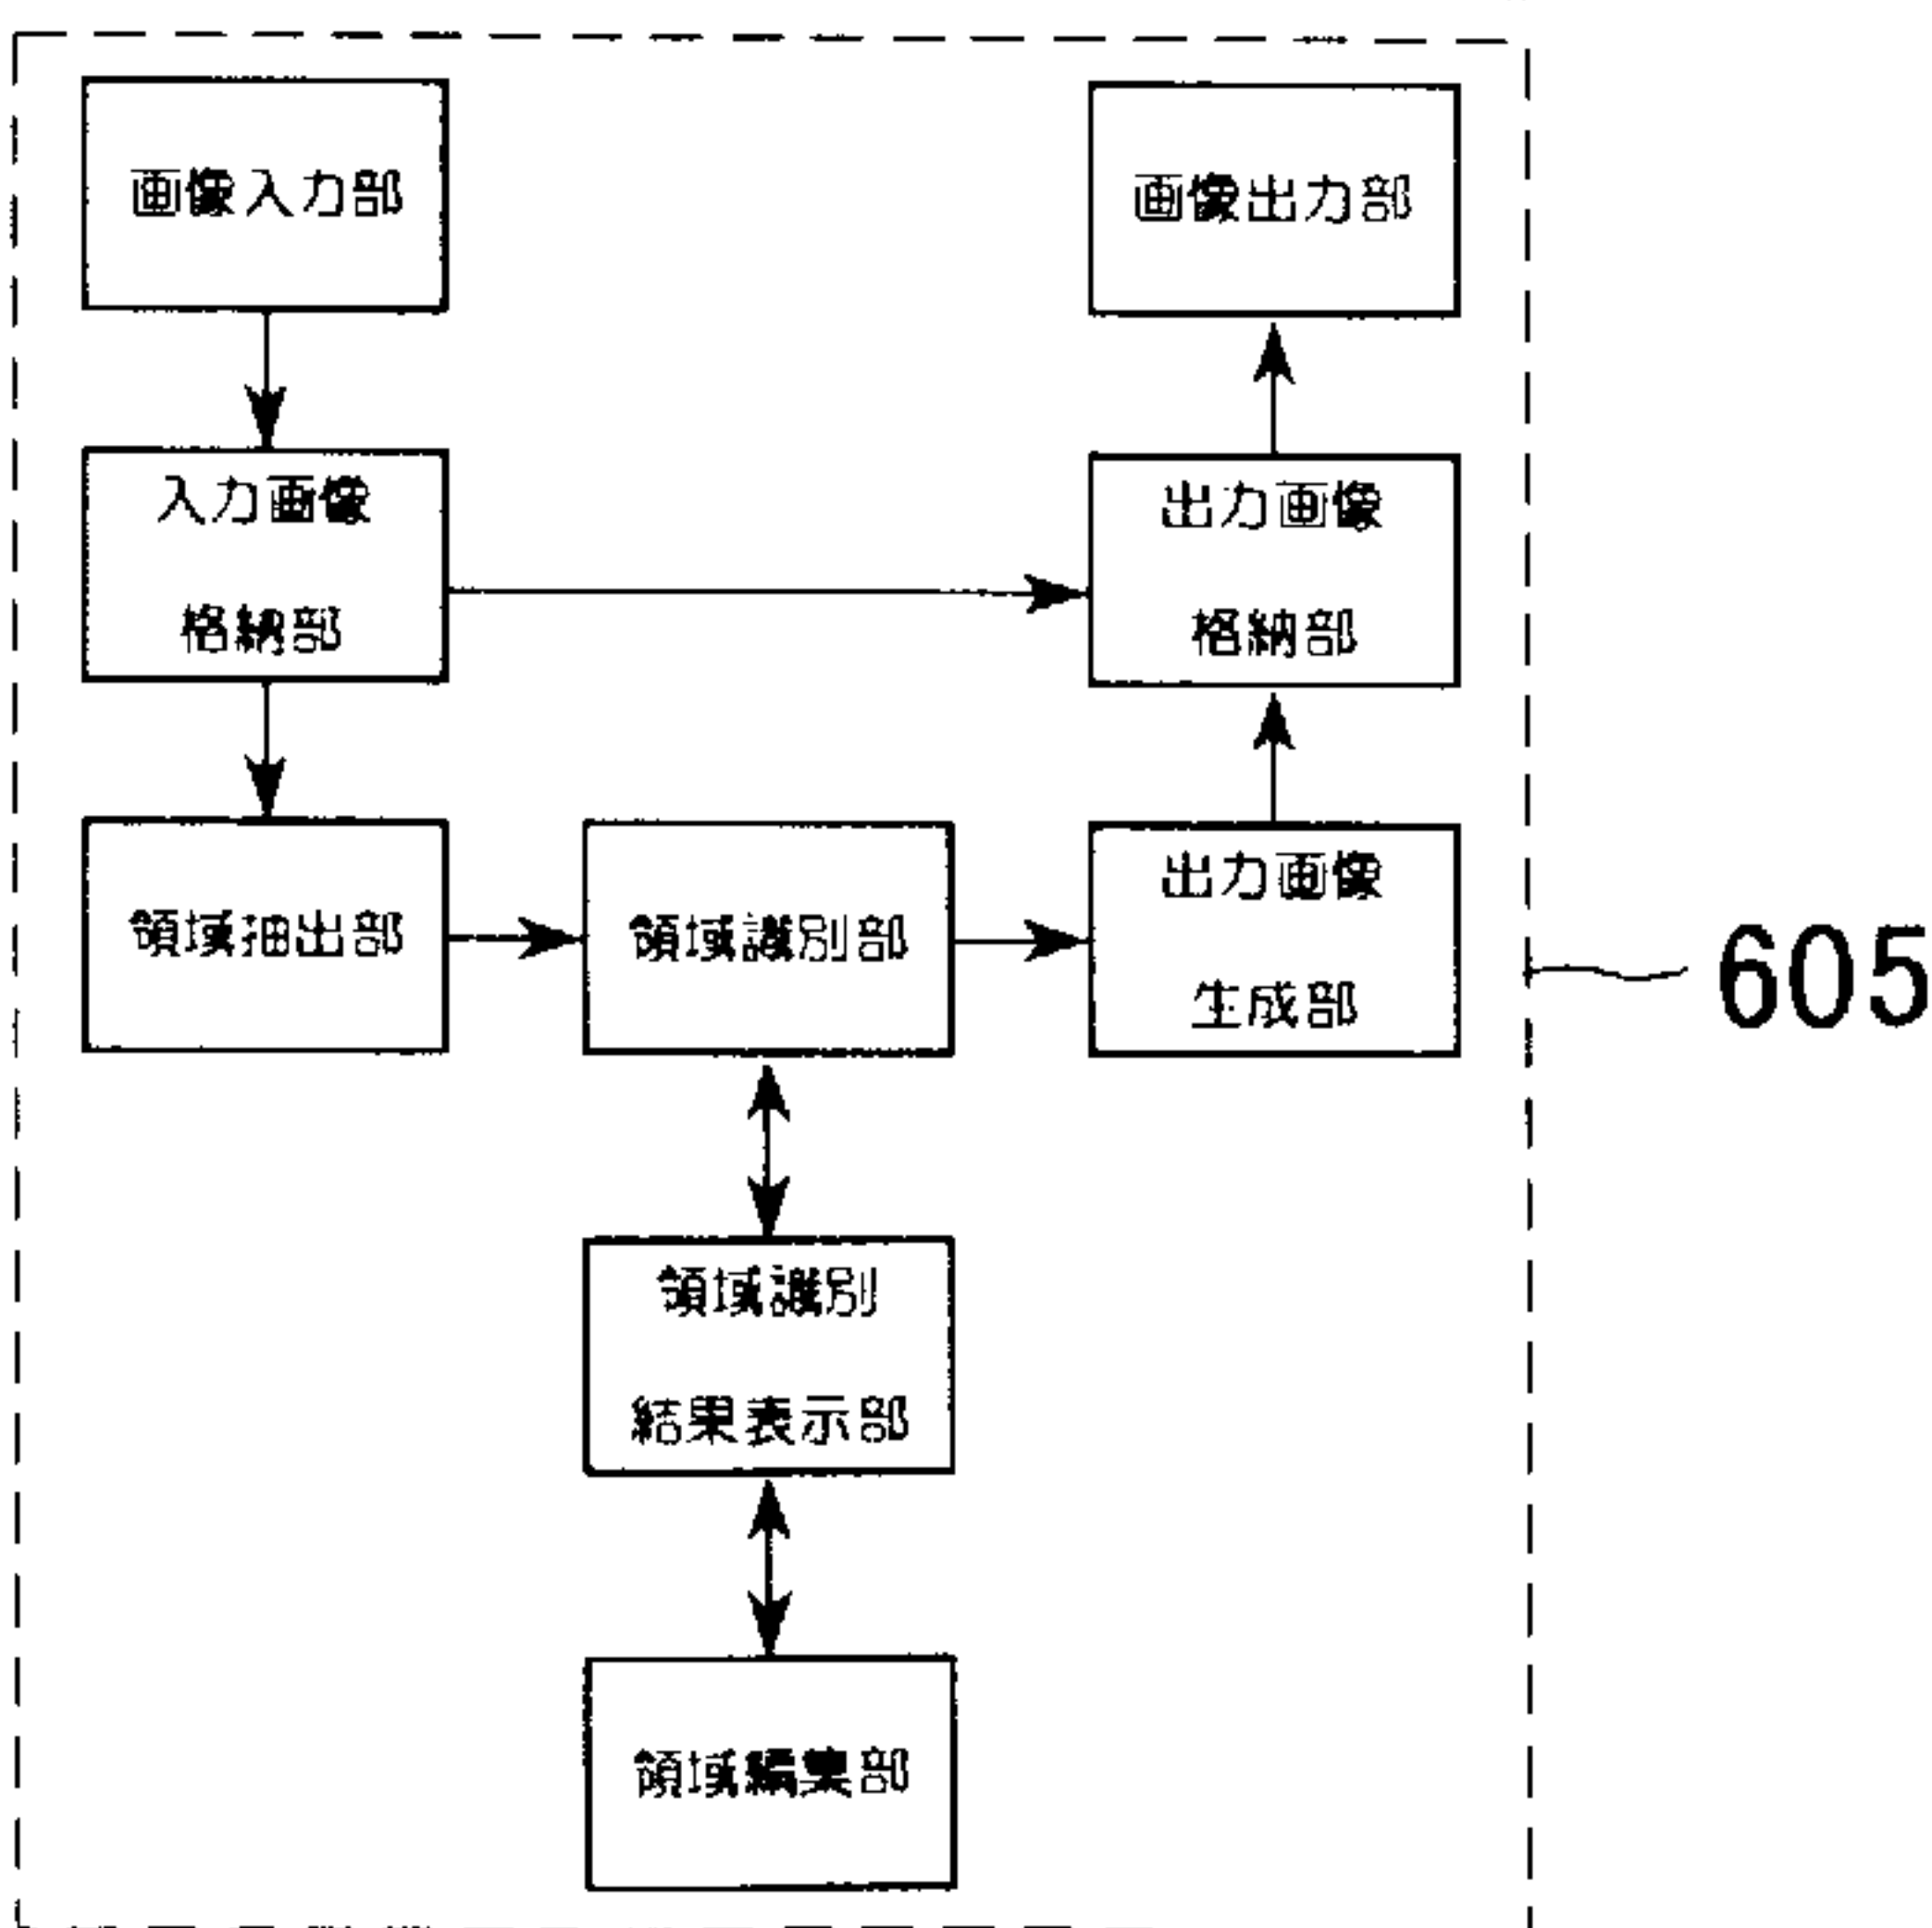 画像入力部
画像出力部
入力画像
格納部
出力画像
格納部
領域抽出部
領域識別部
出力画像
生成部
605
領域識別
結果表示部
領域編集部